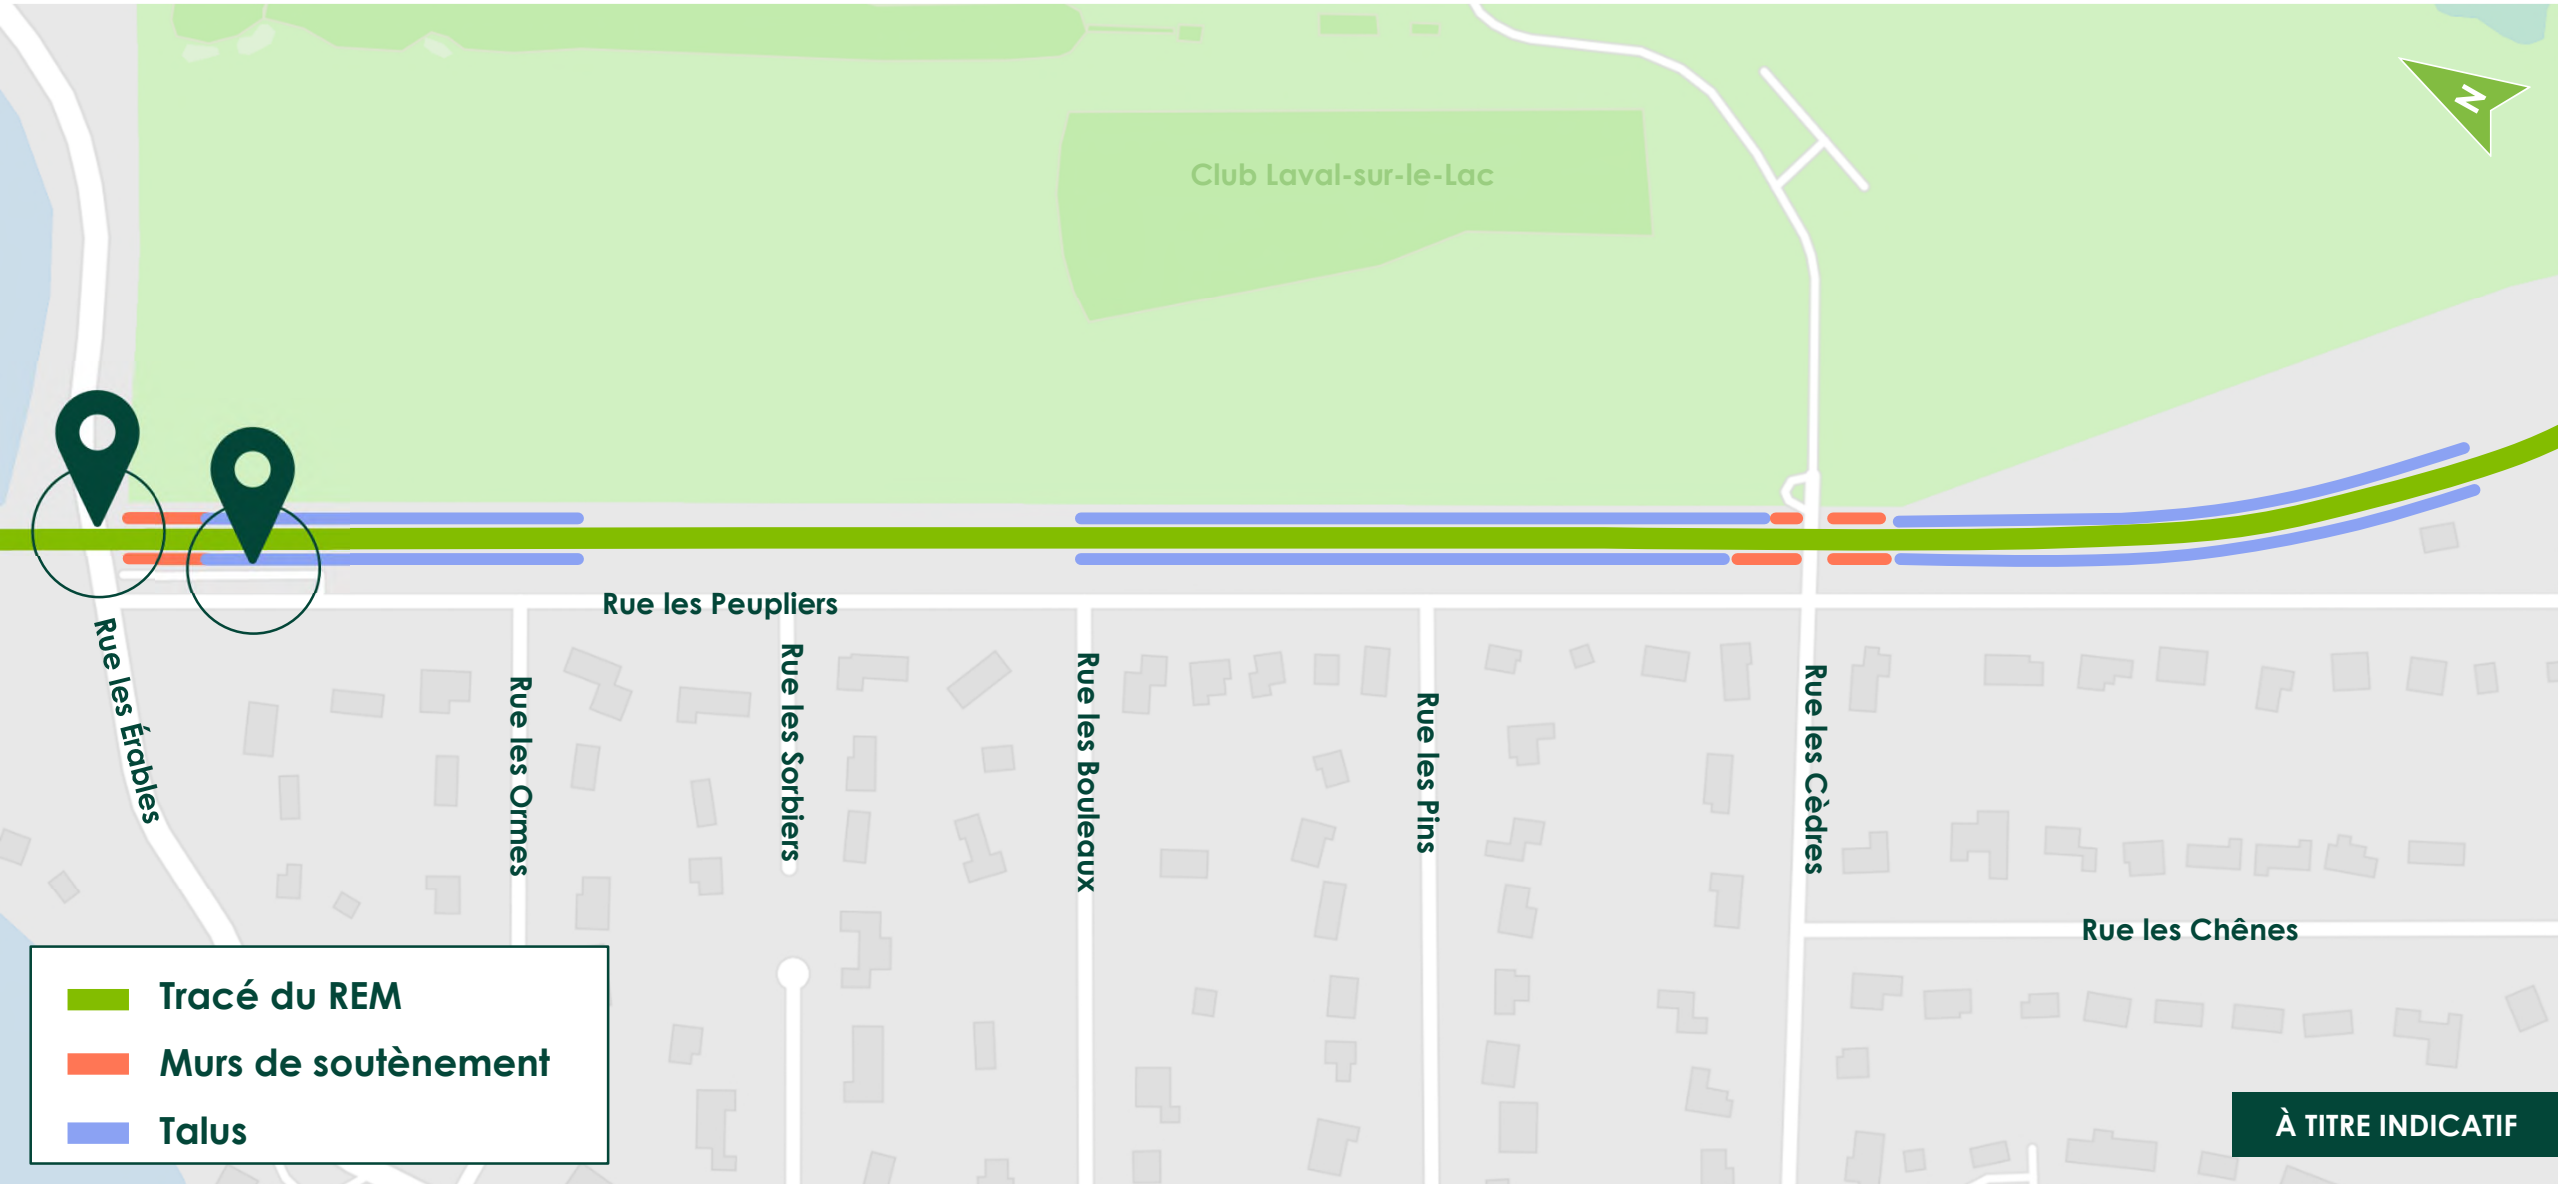 N
Club Laval-sur-le-Lac
Rue les Peupliers
Rue les Érables
Rue les Ormes
Rue les Sorbiers
Rue les Bouleaux
Rue les Pins
Rue les Cèdres
Rue les Chênes
Tracé du REM
Murs de soutènement
Talus
À TITRE INDICATIF